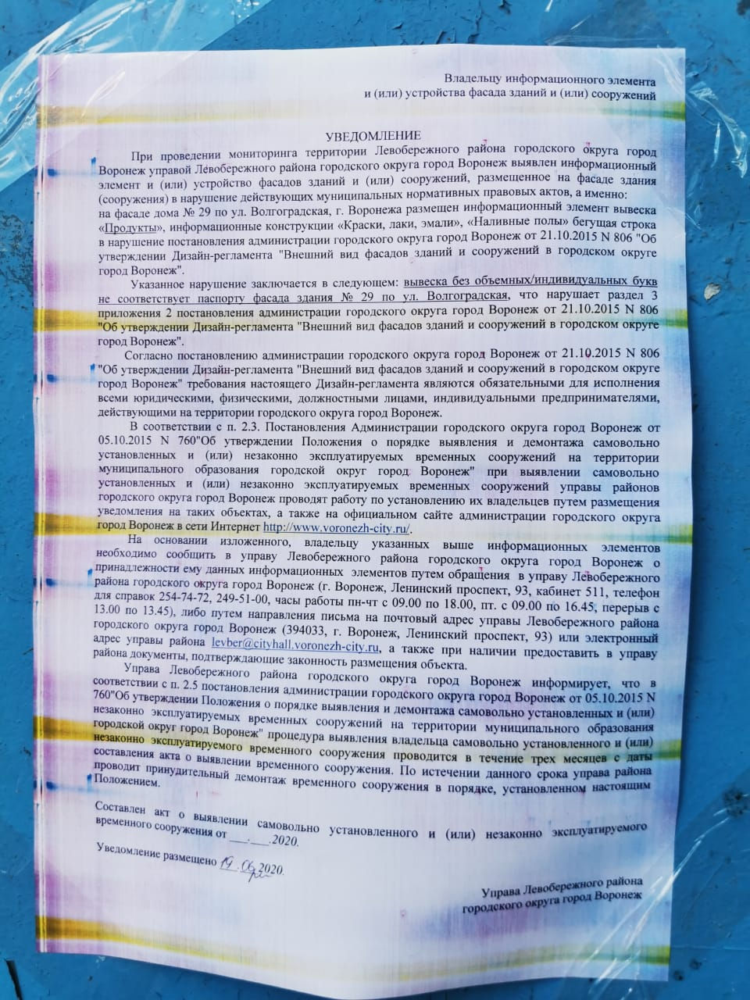 Владельцу информационного элемента
и (или) устройства фасада зданий и (или) сооружений
УВЕДОМЛЕНИЕ
При проведении мониторинга территории Левобережного района городского округа город
Воронеж управой Левобережного района городского округа город Воронеж выявлен информационный
элемент и (или) устройство фасадов зданий и (или) сооружений, размещенное на фасаде здания
(сооружения) в нарушение действующих муниципальных нормативных правовых актов, а именно:
на фасаде дома № 29 по ул. Волгоградская, г. Воронежа размещен информационный элемент вывеска
«Продукты», информационные конструкции «Краски, лаки, эмали», «Наливные полы» бегущая строка
в нарушение постановления администрации городского округа город Воронеж от 21.10.2015 N 806 "Об
утверждении Дизайн-регламента "Внешний вид фасадов зданий и сооружений в городском округе
город Воронеж".
Указанное нарушение заключается в следующем: вывеска без объемных/индивидуальных букв
не соответствует паспорту фасада здания № 29 по ул. Волгоградская, что нарушает раздел 3
приложения 2 постановления администрации городского округа город Воронеж от 21.10.2015 N 806
"Об утверждении Дизайн-регламента "Внешний вид фасадов зданий и сооружений в городском округе
город Воронеж".
Согласно постановлению администрации городского округа город Воронеж от 21.10.2015 N 806
"Об утверждении Дизайн-регламента "Внешний вид фасадов зданий и сооружений в городском округе
город Воронеж" требования настоящего Дизайн-регламента являются обязательными для исполнения
всеми юридическими, физическими, должностными лицами, индивидуальными предпринимателями,
действующими на территории городского округа город Воронеж.
В соответствии с п. 2.3. Постановления Администрации городского округа город Воронеж от
05.10.2015 N 760"Об утверждении Положения о порядке выявления и демонтажа самовольно
установленных и (или) незаконно эксплуатируемых временных сооружений на территории
муниципального образования городской округ город Воронеж" при выявлении самовольно
установленных и (или) незаконно эксплуатируемых временных сооружений управы районов
городского округа город Воронеж проводят работу по установлению их владельцев путем размещения
уведомления на таких объектах, а также на официальном сайте администрации городского округа
город Воронеж в сети Интернет http://www.voronezh-city.ru/.
На основании изложенного, владельцу указанных выше информационных элементов
необходимо сообщить в управу Левобережного района городского округа город Воронеж о
принадлежности ему данных информационных элементов путем обращения в управу Левобережного
района городского округа город Воронеж (г. Воронеж, Ленинский проспект, 93, кабинет 511, телефон
для справок 254-74-72, 249-51-00, часы работы пн-чт с 09.00 по 18.00, пт. с 09.00 по 16.45, перерыв с
13.00 по 13.45), либо путем направления письма на почтовый адрес управы Левобережного района
городского округа город Воронеж (394033, г. Воронеж, Ленинский проспект, 93) или электронный
адрес управы района levber@cityhall.voronezh-city.ru, а также при наличии предоставить в управу
района документы, подтверждающие законность размещения объекта.
Управа Левобережного района городского округа город Воронеж информирует, что в
соответствии с п. 2.5 постановления администрации городского округа город Воронеж от 05.10.2015 N
760"Об утверждении Положения о порядке выявления и демонтажа самовольно установленных и (или)
незаконно эксплуатируемых временных сооружений на территории муниципального образования
городской округ город Воронеж" процедура выявления владельца самовольно установленного и (или)
незаконно эксплуатируемого временного сооружения проводится в течение трех месяцев с даты
составления акта о выявлении временного сооружения. По истечении данного срока управа района
проводит принудительный демонтаж временного сооружения в порядке, установленном настоящим
Положением.
Составлен акт о выявлении самовольно установленного и (или) незаконно эксплуатируемого
временного сооружения от ___.___.2020.
Уведомление размещено 19.06.2020.
Управа Левобережного района
городского округа город Воронеж